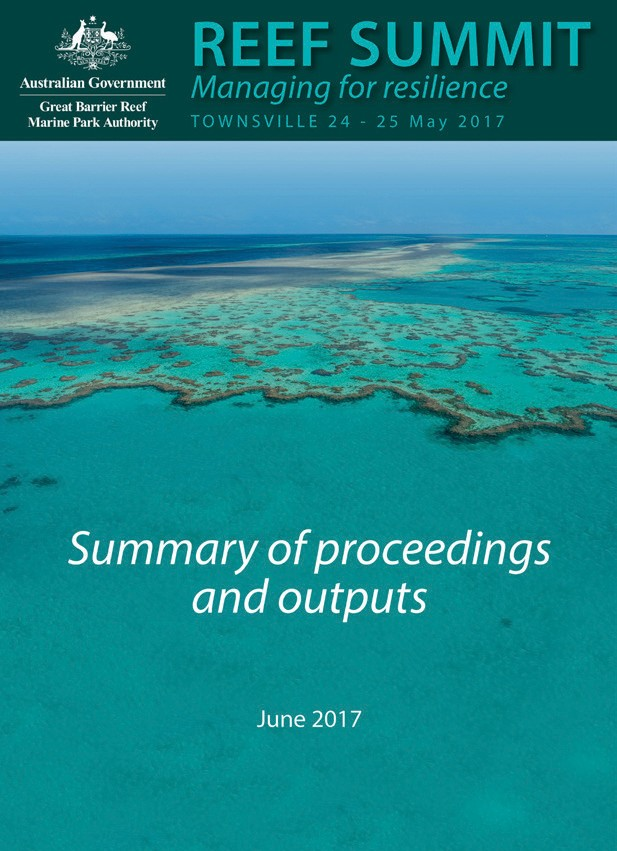 Australian Government
Great Barrier Reef
Marine Park Authority
REEF SUMMIT
Managing for resilience
TOWNSVILLE 24 - 25 May 2017
Summary of proceedings
and outputs
June 2017